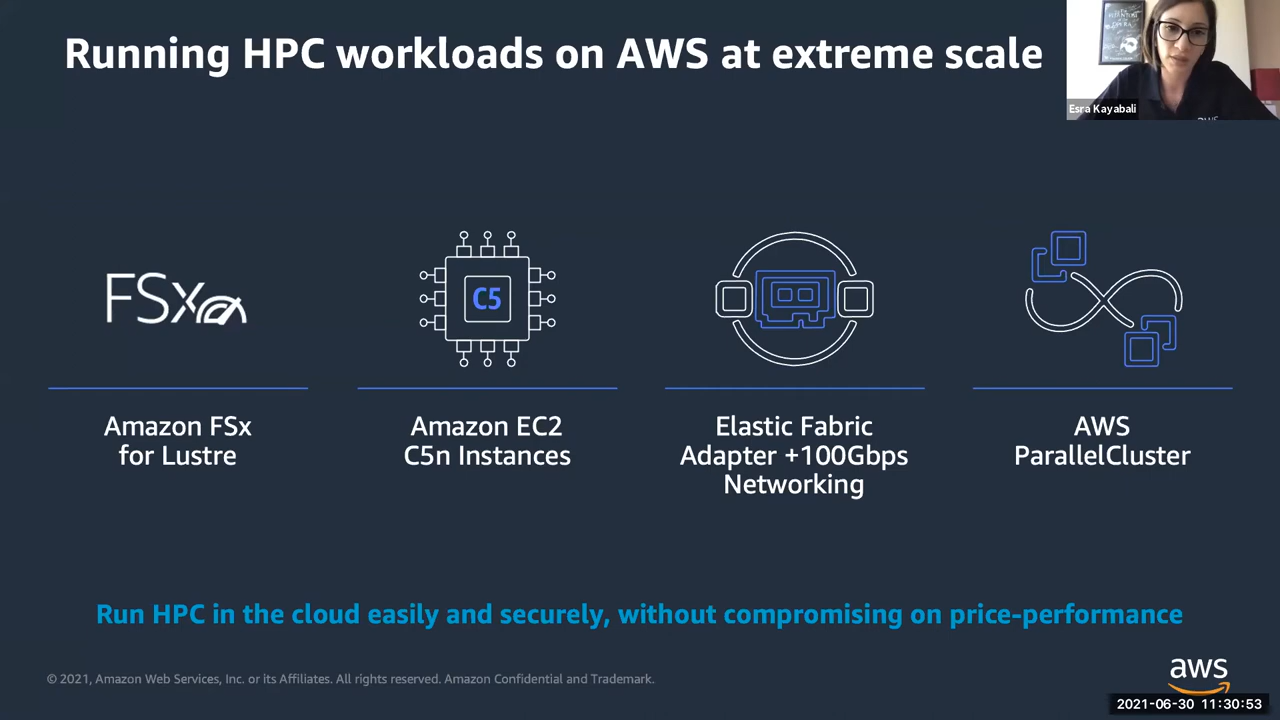 Running HPC workloads on AWS at extreme scale
Esra Kayabali
aws
FSx
C5
Amazon FSx
for Lustre
Amazon EC2
C5n Instances
Elastic Fabric
Adapter +100Gbps
Networking
AWS
ParallelCluster
Run HPC in the cloud easily and securely, without compromising on price-performance
© 2021, Amazon Web Services, Inc. or its Affiliates. All rights reserved. Amazon Confidential and Trademark.
aws
2021-06-30 11:30:53